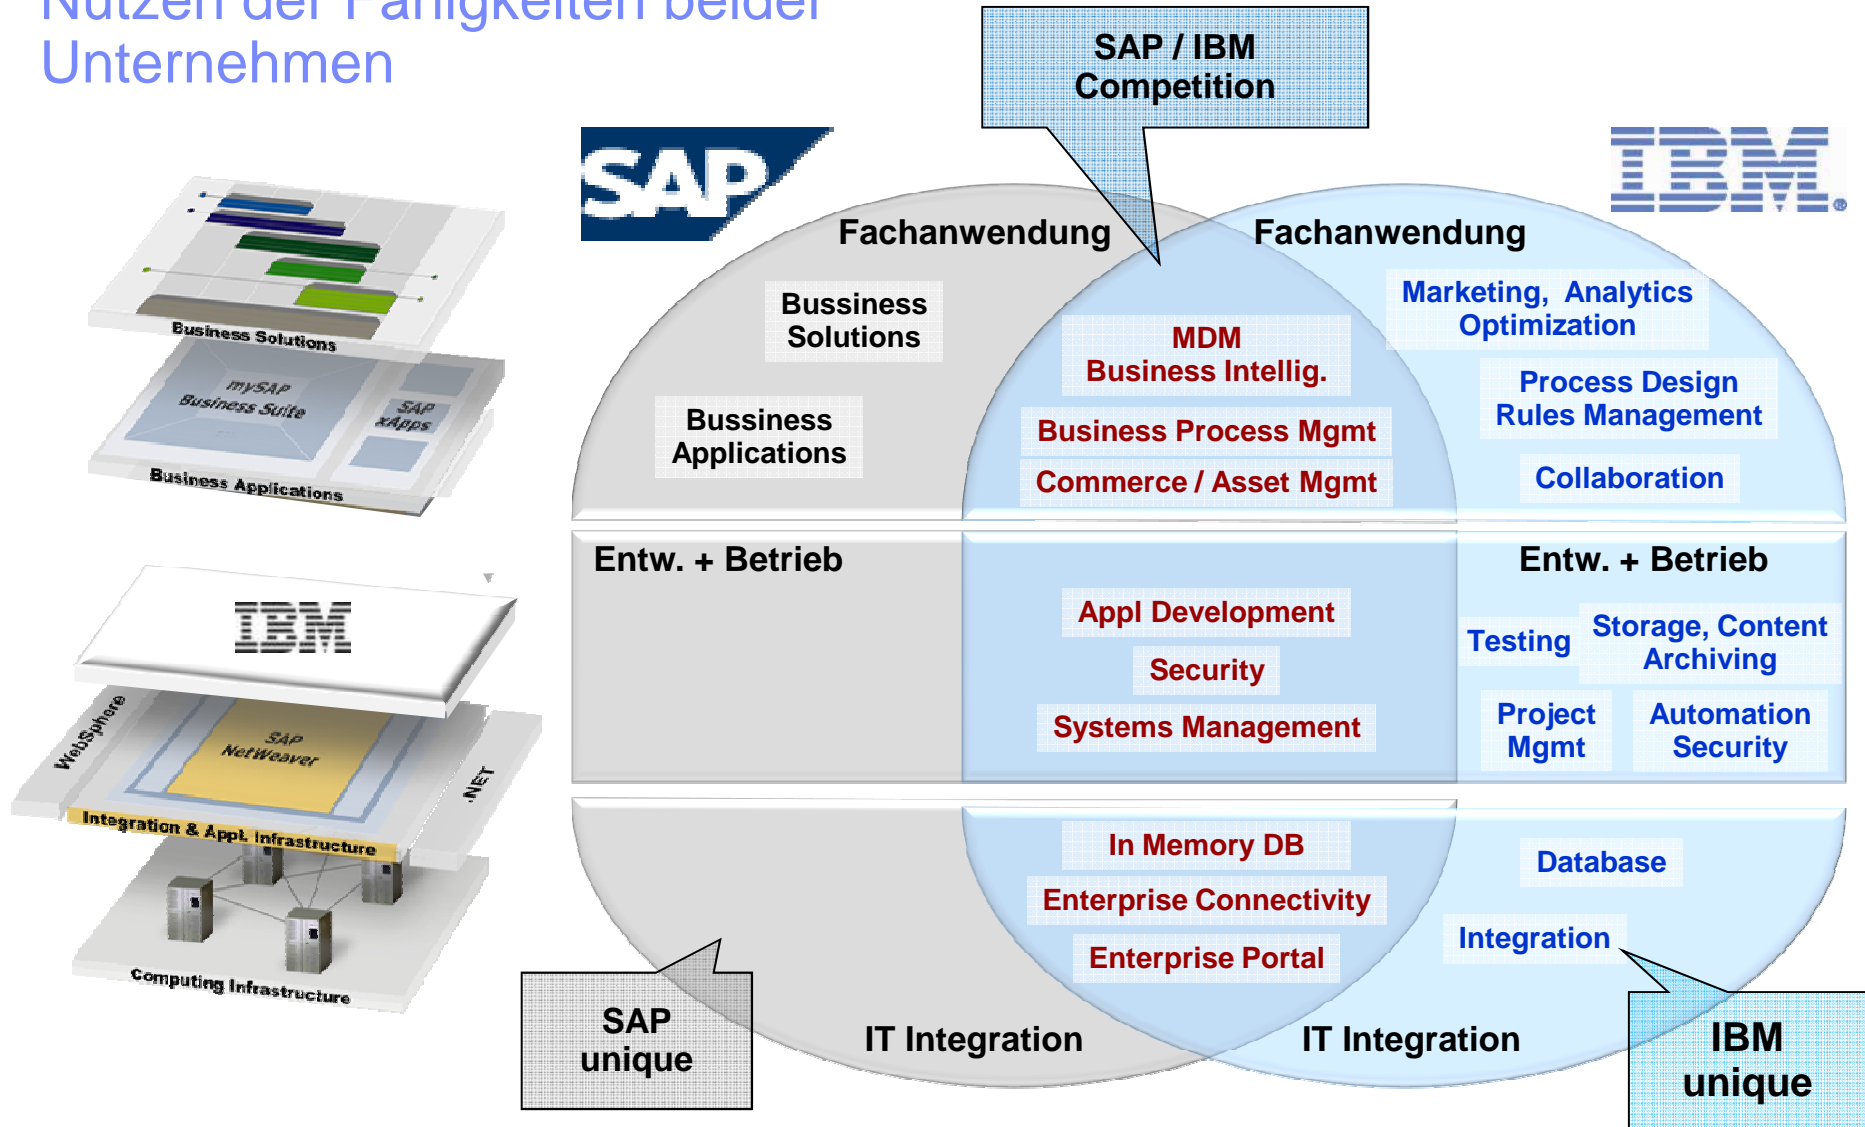 Nutzen der Fähigkeiten beider
Unternehmen
SAP / IBM
Competition
SAP
IBM®
Fachanwendung
Fachanwendung
Bussiness
Solutions
Bussiness
Applications
MDM
Business Intellig.
Business Process Mgmt
Commerce / Asset Mgmt
Marketing, Analytics
Optimization
Process Design
Rules Management
Collaboration
Entw. + Betrieb
Entw. + Betrieb
Appl Development
Security
Systems Management
Testing
Storage, Content
Archiving
Project
Mgmt
Automation
Security
In Memory DB
Enterprise Connectivity
Enterprise Portal
Database
Integration
IT Integration
IT Integration
SAP
unique
IBM
unique
Business Solutions
mySAP
Business Suite
SAP
xApps
Business Applications
IBM
WebSphere
SAP
NetWeaver
.NET
Integration & Appl. Infrastructure
Computing Infrastructure